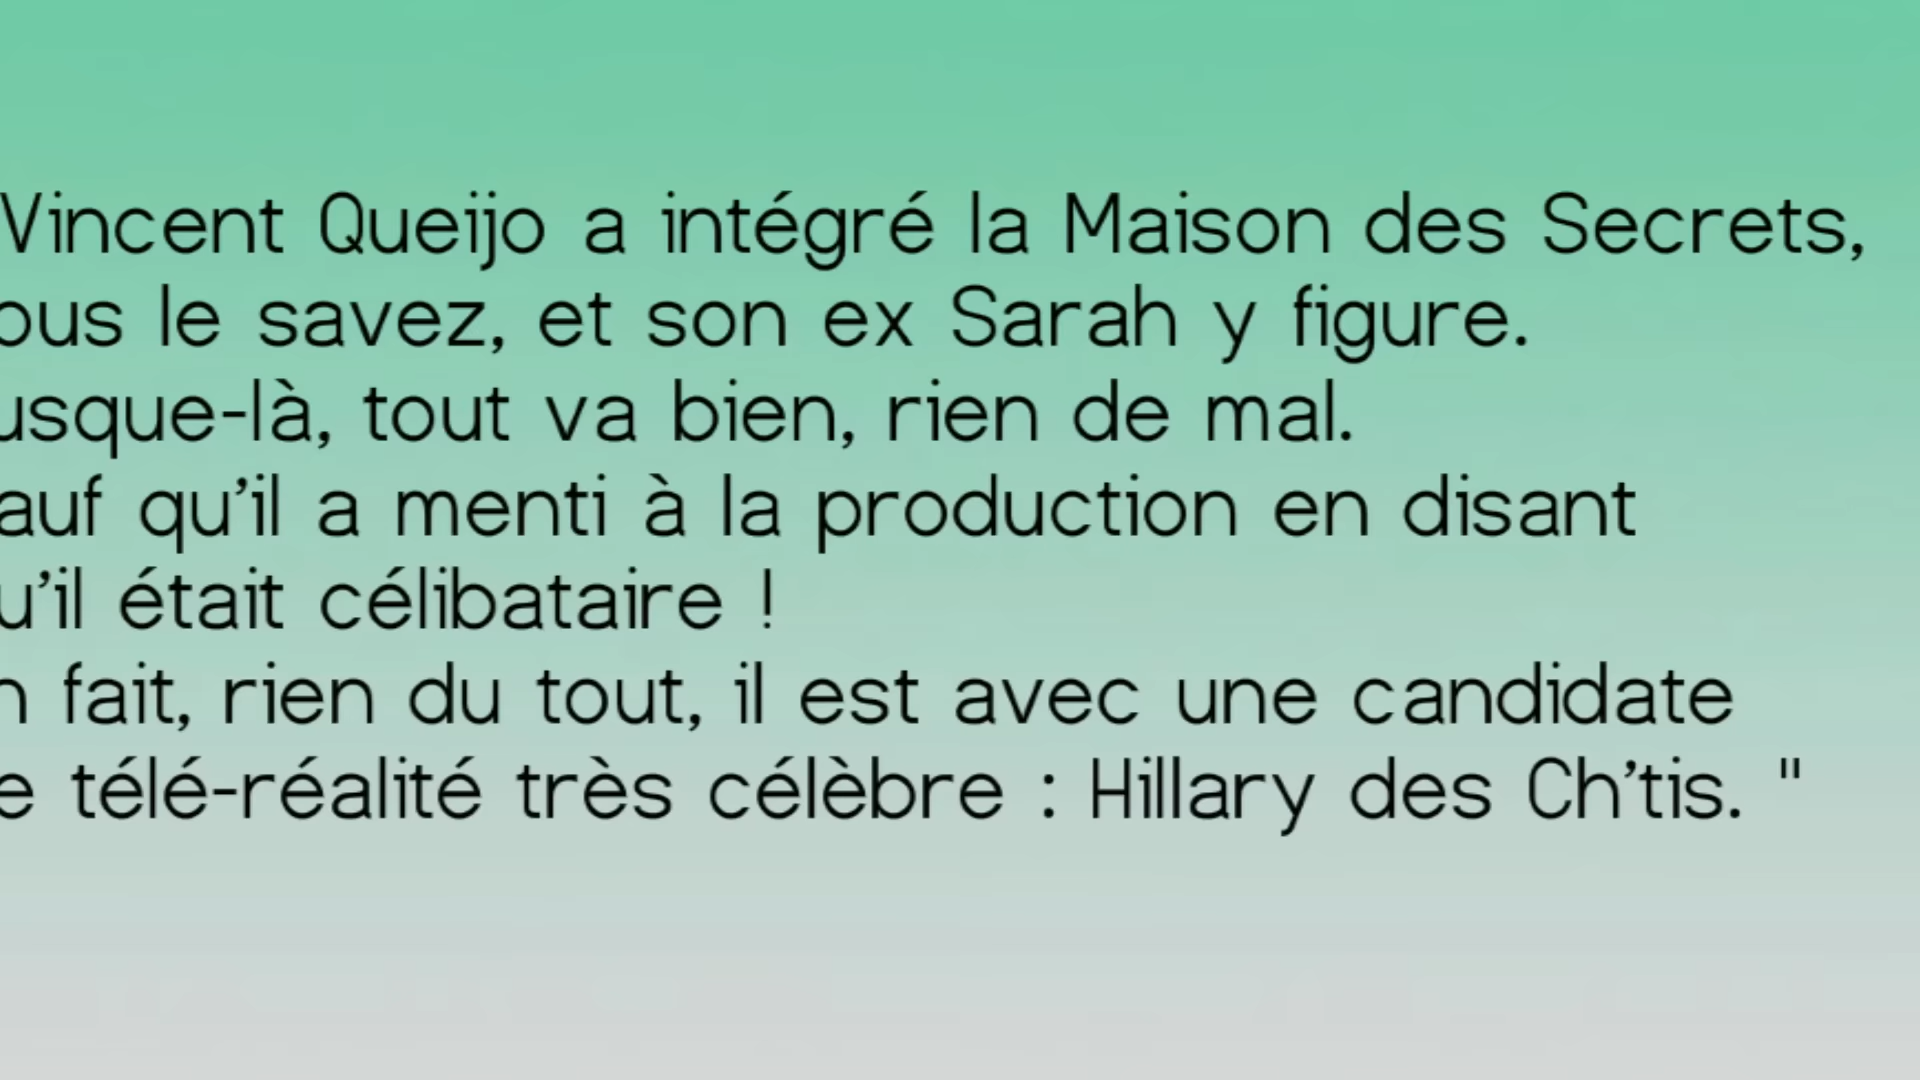 Vincent Queijo a intégré la Maison des Secrets,
ous le savez, et son ex Sarah y figure.
usque-là, tout va bien, rien de mal.
auf qu’il a menti à la production en disant
u’il était célibataire !
n fait, rien du tout, il est avec une candidate
e télé-réalité très célèbre : Hillary des Ch’tis. "